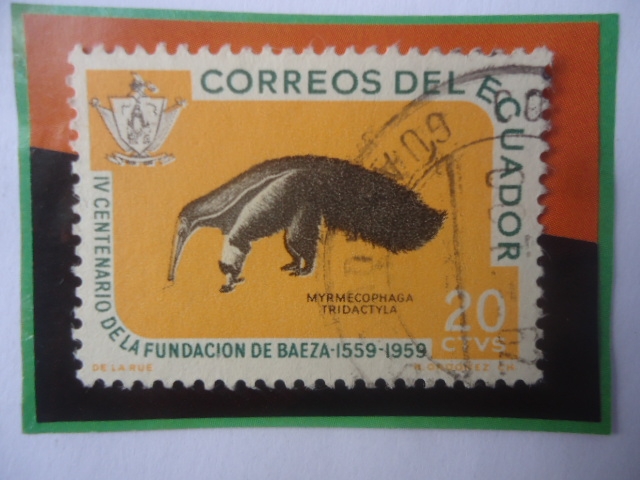 CORREOS DEL ECUADOR
IV CENTENARIO DE LA FUNDACION DE BAEZA-1559-1959
MYRMECOPHAGA
TRIDACTYLA
20
CTVS
DE LA RUE